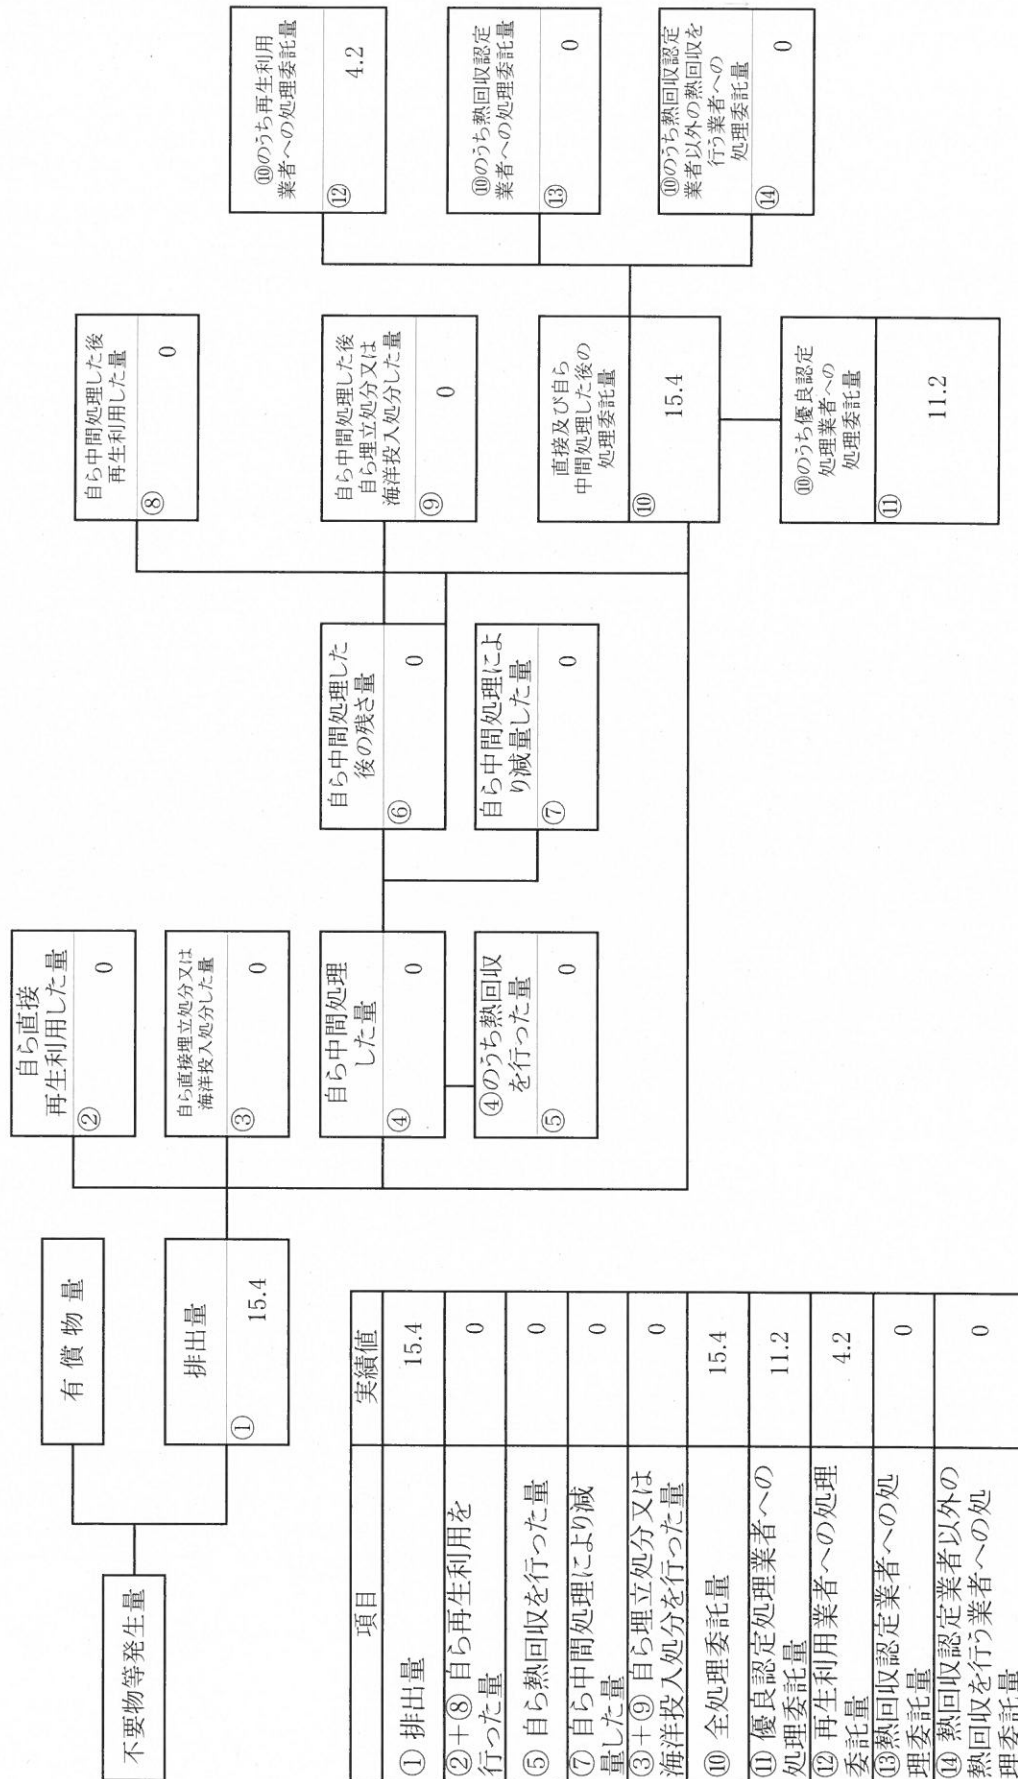 不要物等発生量
有償物量
排出量
①
15.4
自ら直接
再生利用した量
②
0
自ら直接埋立処分又は
海洋投入処分した量
③
0
自ら中間処理
した量
④
0
④のうち熱回収
を行った量
⑤
0
自ら中間処理した
後の残さ量
⑥
0
自ら中間処理によ
り減量した量
⑦
0
自ら中間処理した後
再生利用した量
⑧
0
自ら中間処理した後
自ら埋立処分又は
海洋投入処分した量
⑨
0
直接及び自ら
中間処理した後の
処理委託量
⑩
15.4
⑩のうち優良認定
処理業者への
処理委託量
⑪
11.2
⑩のうち再生利用
業者への処理委託量
⑫
4.2
⑩のうち熱回収認定
業者への処理委託量
⑬
0
⑩のうち熱回収認定
業者以外の熱回収を
行う業者への
処理委託量
⑭
0
項目 実績値
① 排出量 15.4
②+⑧ 自ら再生利用を
行った量 0
⑤ 自ら熱回収を行った量 0
⑦ 自ら中間処理により減
量した量 0
③+⑨ 自ら埋立処分又は
海洋投入処分を行った量 0
⑩ 全処理委託量 15.4
⑪ 優良認定処理業者への
処理委託量 11.2
⑫ 再生利用業者への処理
委託量 4.2
⑬熱回収認定業者への処
理委託量 0
⑭ 熱回収認定業者以外の
熱回収を行う業者への処
理委託量 0